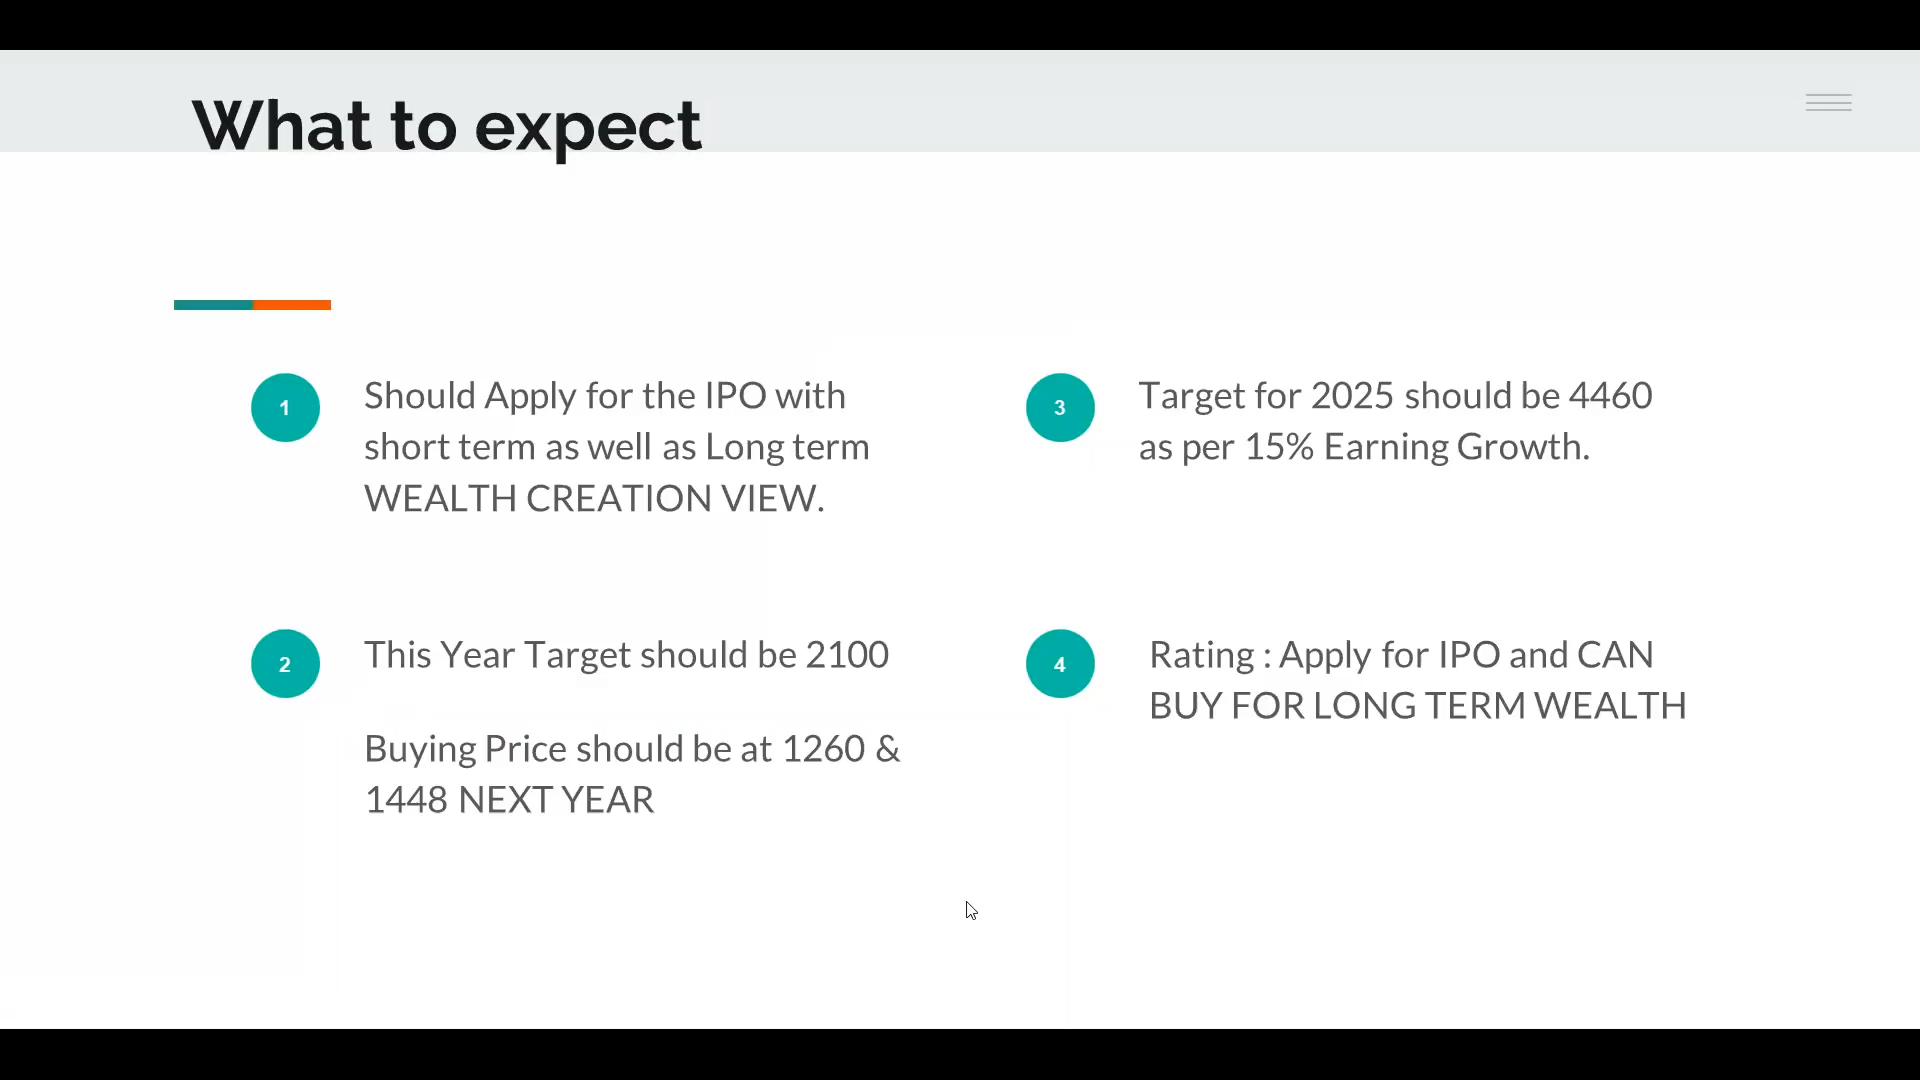 What to expect
1
Should Apply for the IPO with
short term as well as Long term
WEALTH CREATION VIEW.
2
This Year Target should be 2100
Buying Price should be at 1260 &
1448 NEXT YEAR
3
Target for 2025 should be 4460
as per 15% Earning Growth.
4
Rating : Apply for IPO and CAN
BUY FOR LONG TERM WEALTH